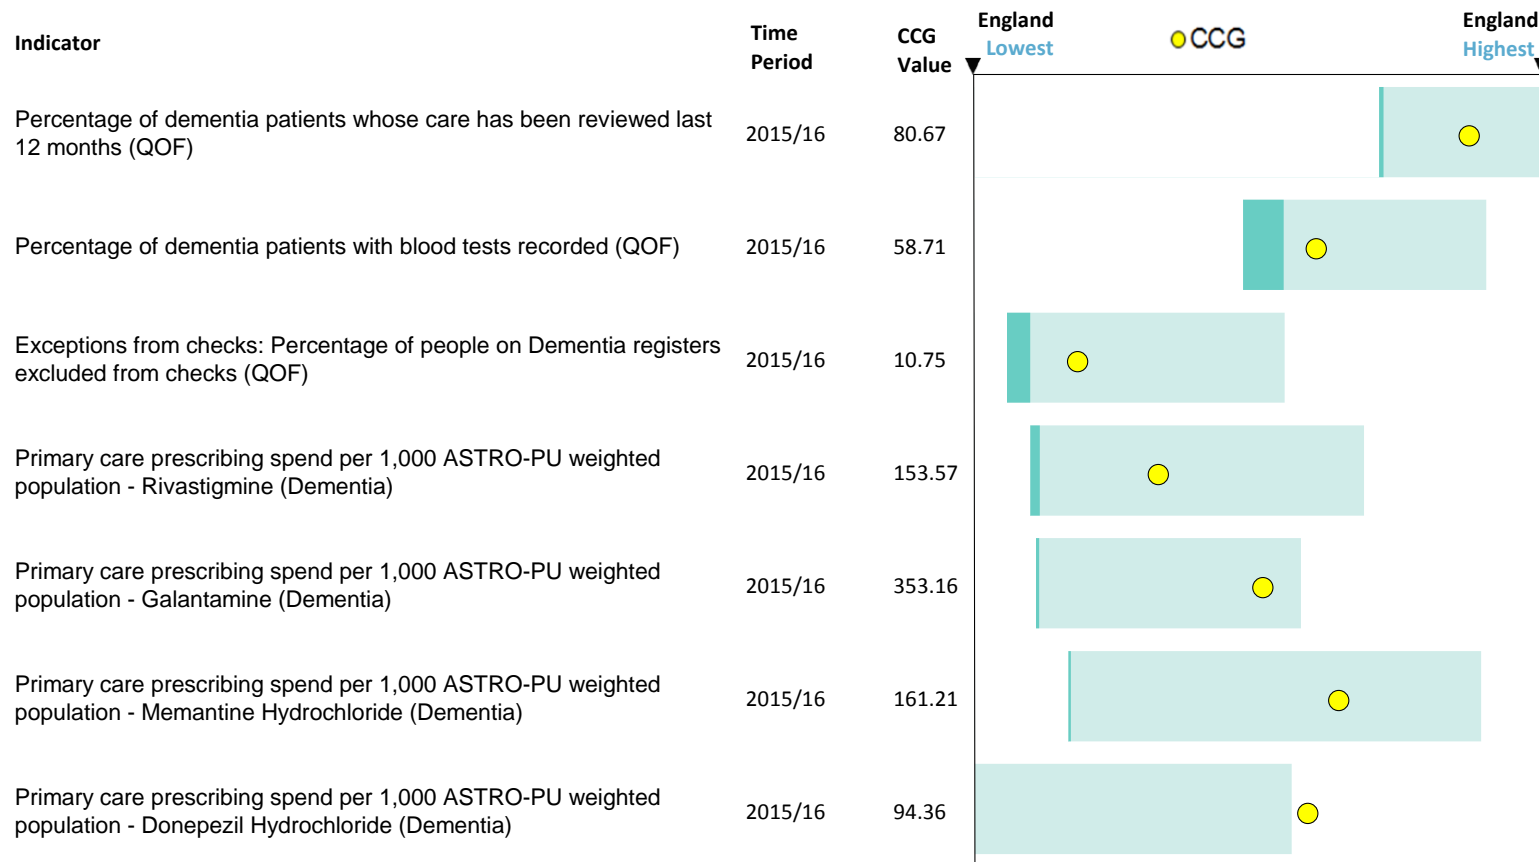 Indicator
Time
Period
CCG
Value
England
Lowest
CCG
England
Highest
Percentage of dementia patients whose care has been reviewed last
12 months (QOF)
2015/16
80.67
Percentage of dementia patients with blood tests recorded (QOF)
2015/16
58.71
Exceptions from checks: Percentage of people on Dementia registers
excluded from checks (QOF)
2015/16
10.75
Primary care prescribing spend per 1,000 ASTRO-PU weighted
population - Rivastigmine (Dementia)
2015/16
153.57
Primary care prescribing spend per 1,000 ASTRO-PU weighted
population - Galantamine (Dementia)
2015/16
353.16
Primary care prescribing spend per 1,000 ASTRO-PU weighted
population - Memantine Hydrochloride (Dementia)
2015/16
161.21
Primary care prescribing spend per 1,000 ASTRO-PU weighted
population - Donepezil Hydrochloride (Dementia)
2015/16
94.36